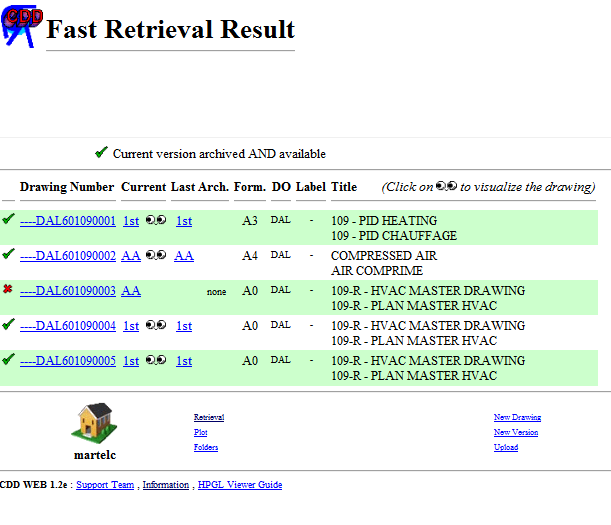 CDD
Fast Retrieval Result
Current version archived AND available
Drawing Number Current Last Arch. Form. DO Label Title (Click on to visualize the drawing)
----DAL601090001 1st 1st A3 DAL - 109 - PID HEATING
109 - PID CHAUFFAGE
----DAL601090002 AA AA A4 DAL - COMPRESSED AIR
AIR COMPRIME
----DAL601090003 AA none A0 DAL - 109-R - HVAC MASTER DRAWING
109-R - PLAN MASTER HVAC
----DAL601090004 1st 1st A0 DAL - 109-R - HVAC MASTER DRAWING
109-R - PLAN MASTER HVAC
----DAL601090005 1st 1st A0 DAL - 109-R - HVAC MASTER DRAWING
109-R - PLAN MASTER HVAC
martelc
Retrieval New Drawing
Plot New Version
Folders Upload
CDD WEB 1.2e : Support Team , Information , HPGL Viewer Guide